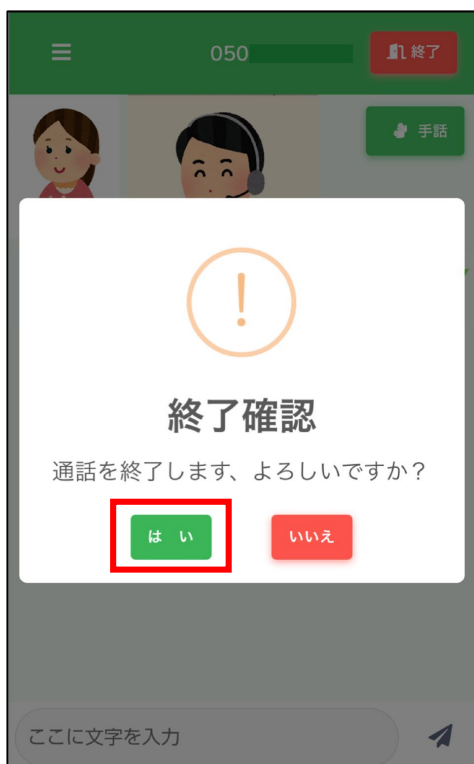 050
終了
手話
!
終了確認
通話を終了します、よろしいですか？
は い
いいえ
ここに文字を入力